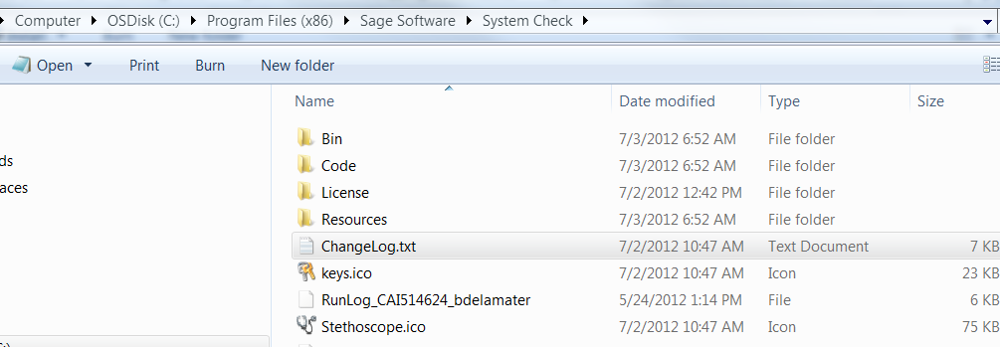 Computer OSDisk (C:) Program Files (x86) Sage Software System Check
Open Print Burn New folder
Name Date modified Type Size
Bin 7/3/2012 6:52 AM File folder
ds
Code 7/3/2012 6:52 AM File folder
aces
License 7/2/2012 12:42 PM File folder
Resources 7/3/2012 6:52 AM File folder
ChangeLog.txt 7/2/2012 10:47 AM Text Document 7 KB
keys.ico 7/2/2012 10:47 AM Icon 23 KB
RunLog_CAI514624_bdelamater 5/24/2012 1:14 PM File 6 KB
Stethoscope.ico 7/2/2012 10:47 AM Icon 75 KB